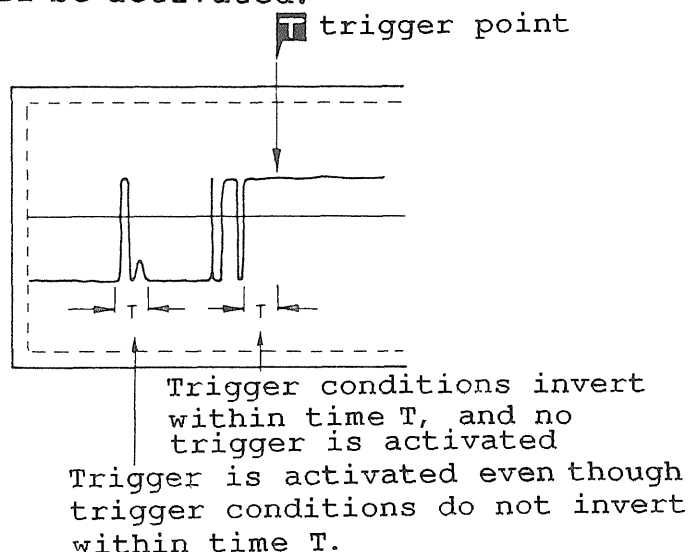 be activated.
T trigger point
T T
Trigger conditions invert
within time T, and no
trigger is activated
Trigger is activated even though
trigger conditions do not invert
within time T.